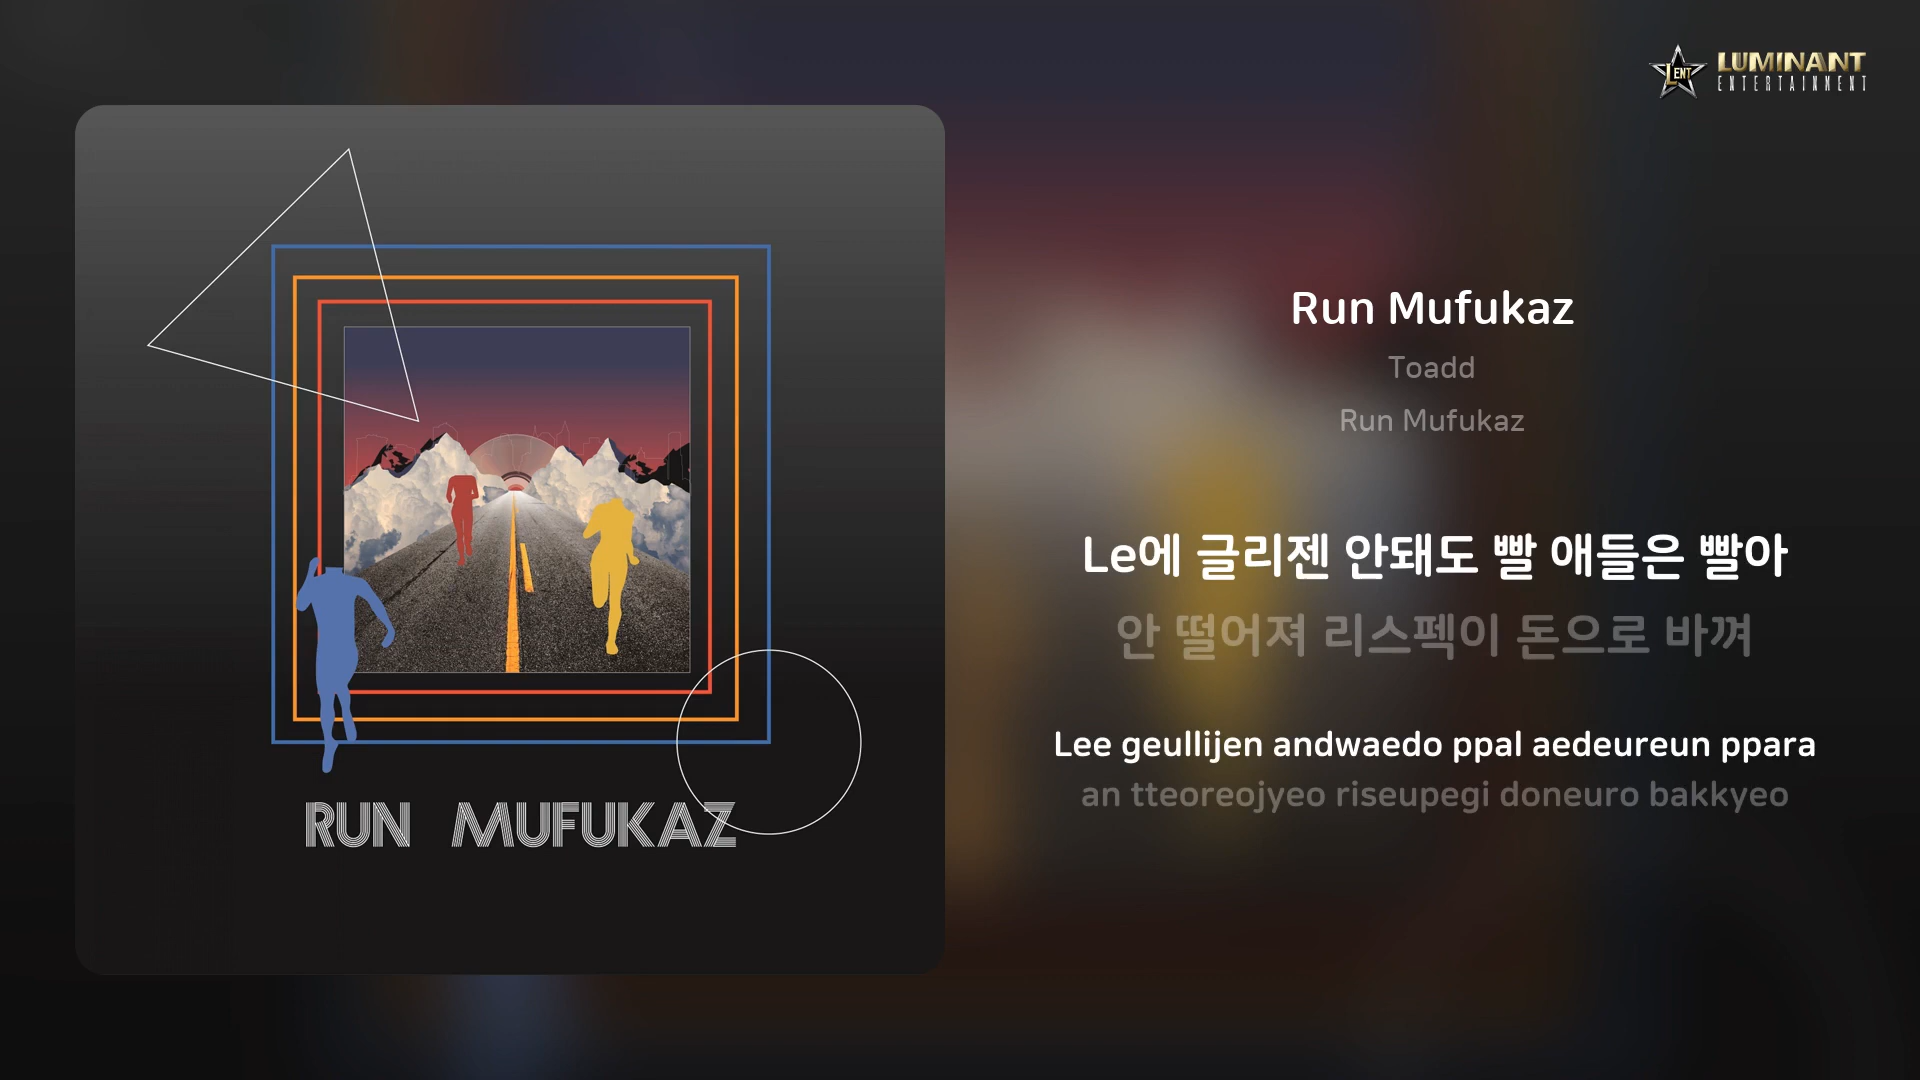 LENT
LUMINANT
ENTERTAINMENT
RUN MUFUKAZ
Run Mufukaz
Toadd
Run Mufukaz
Le에 글리젠 안돼도 빨 애들은 빨아
안 떨어져 리스펙이 돈으로 바껴
Lee geullijen andwaedo ppal aedeureun ppara
an tteoreojyeo riseupegi doneuro bakkyeo